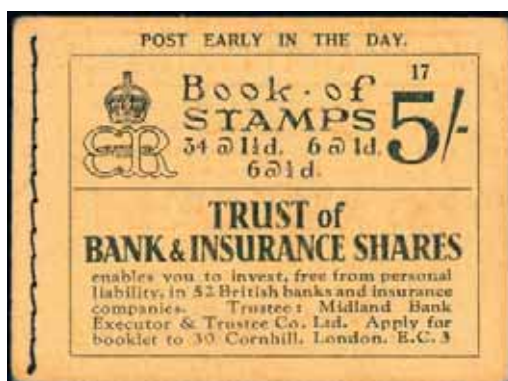 POST EARLY IN THE DAY.
17
Book · of
STAMPS
5/-
34 @ 1½d. 6 @ 1d.
6 @ ½d.
TRUST of
BANK & INSURANCE SHARES
enables you to invest, free from personal
liability, in 52 British banks and insurance
companies. Trustee: Midland Bank
Executor & Trustee Co. Ltd. Apply for
booklet to 30 Cornhill, London, E.C. 3